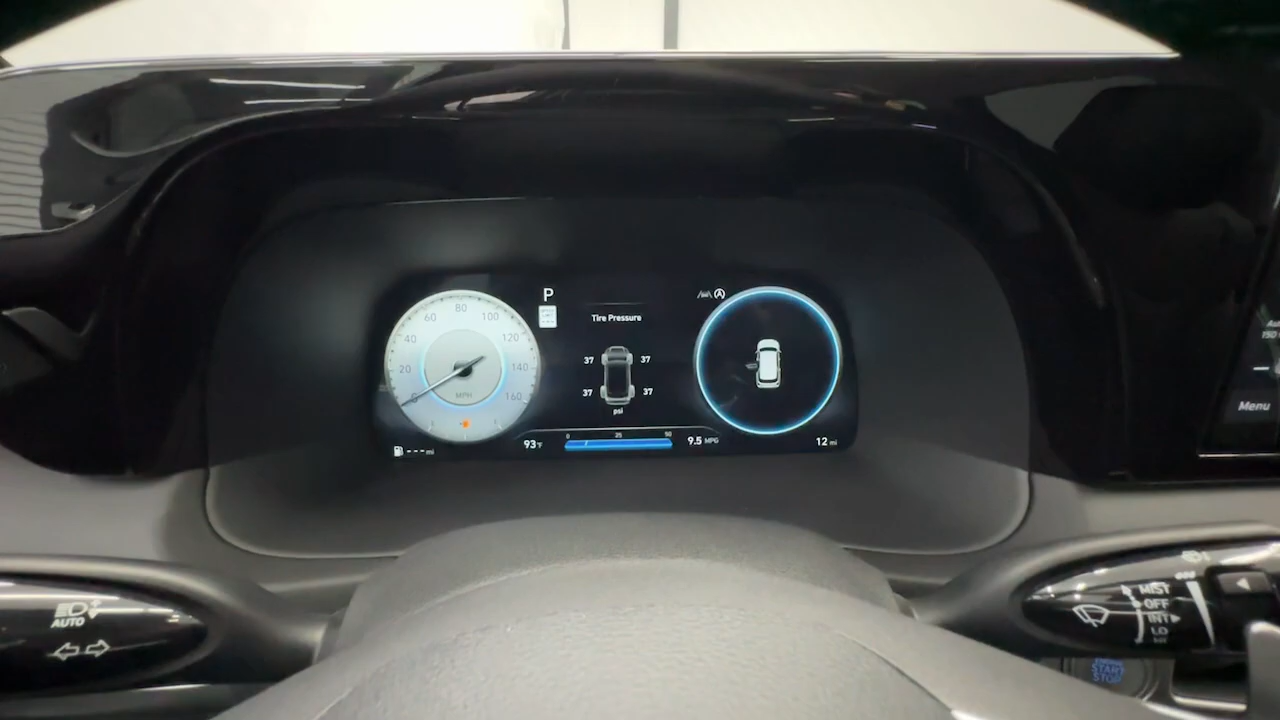 P
Tire Pressure
80
60
100
40
120
37
37
20
140
37
37
0
MPH
160
psi
0
25
50
93°F
9.5 MPG
12 mi
--- mi
Menu
MIST
OFF
INT
LO
AUTO
START
STOP